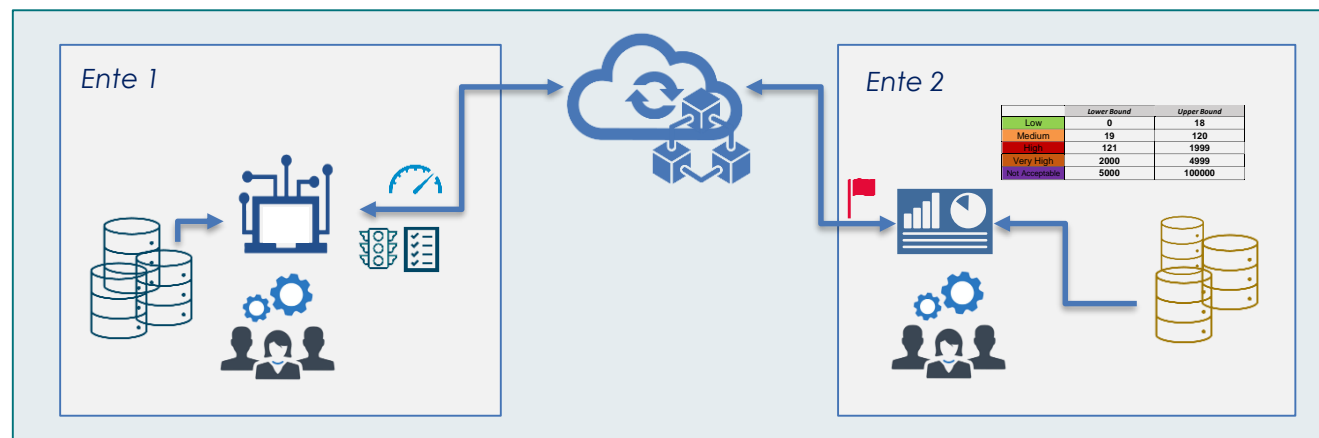 Ente 1
Ente 2
Lower Bound Upper Bound
Low 0 18
Medium 19 120
High 121 1999
Very High 2000 4999
Not Acceptable 5000 100000